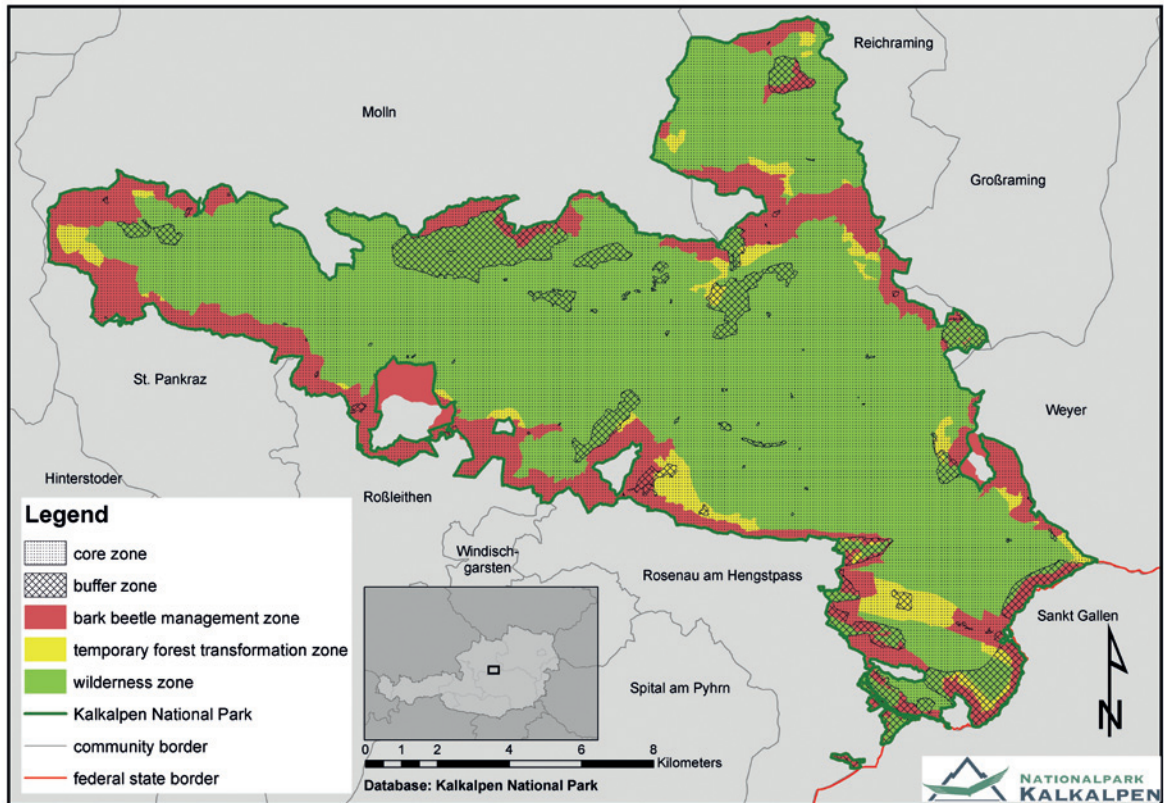 Reichraming
Molln
Großraming
St. Pankraz
Weyer
Hinterstoder
Roßleithen
Windisch-
garsten
Rosenau am Hengstpass
Sankt Gallen
Spital am Pyhrn
Legend
core zone
buffer zone
bark beetle management zone
temporary forest transformation zone
wilderness zone
Kalkalpen National Park
community border
federal state border
0 1 2 4 6 8
Kilometers
Database: Kalkalpen National Park
N
NATIONALPARK
KALKALPEN